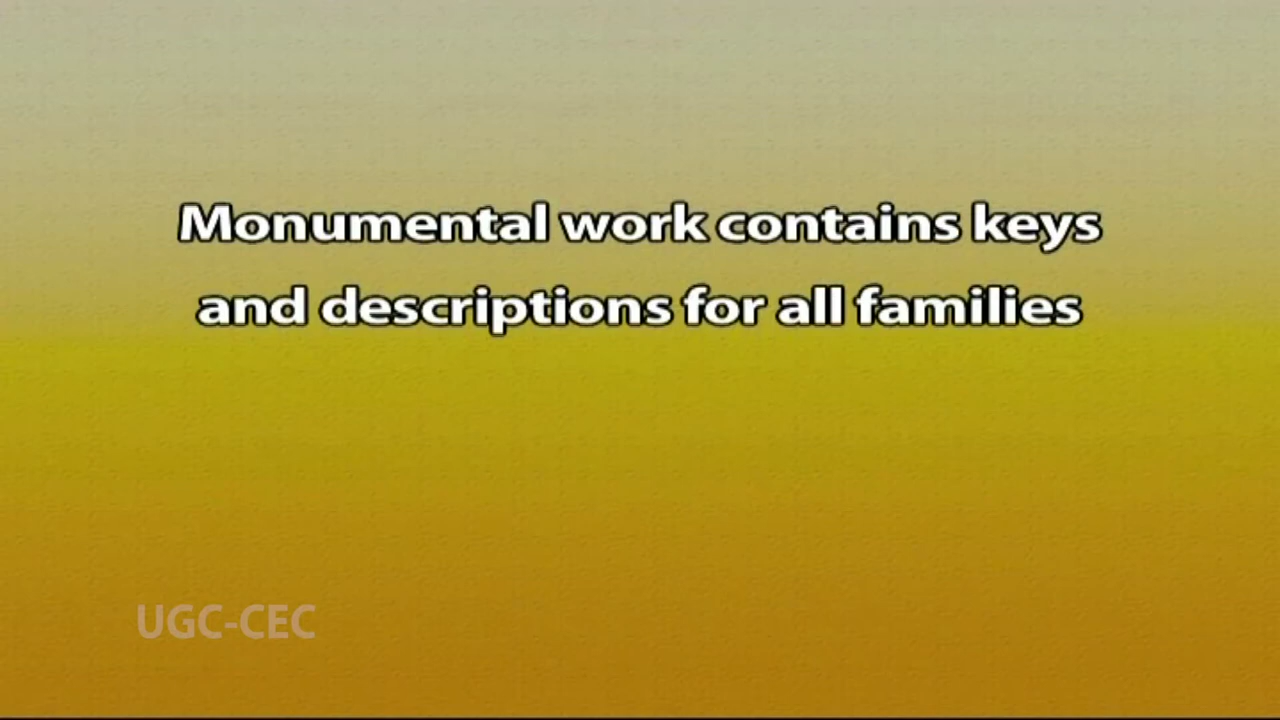 Monumental work contains keys
and descriptions for all families
UGC-CEC